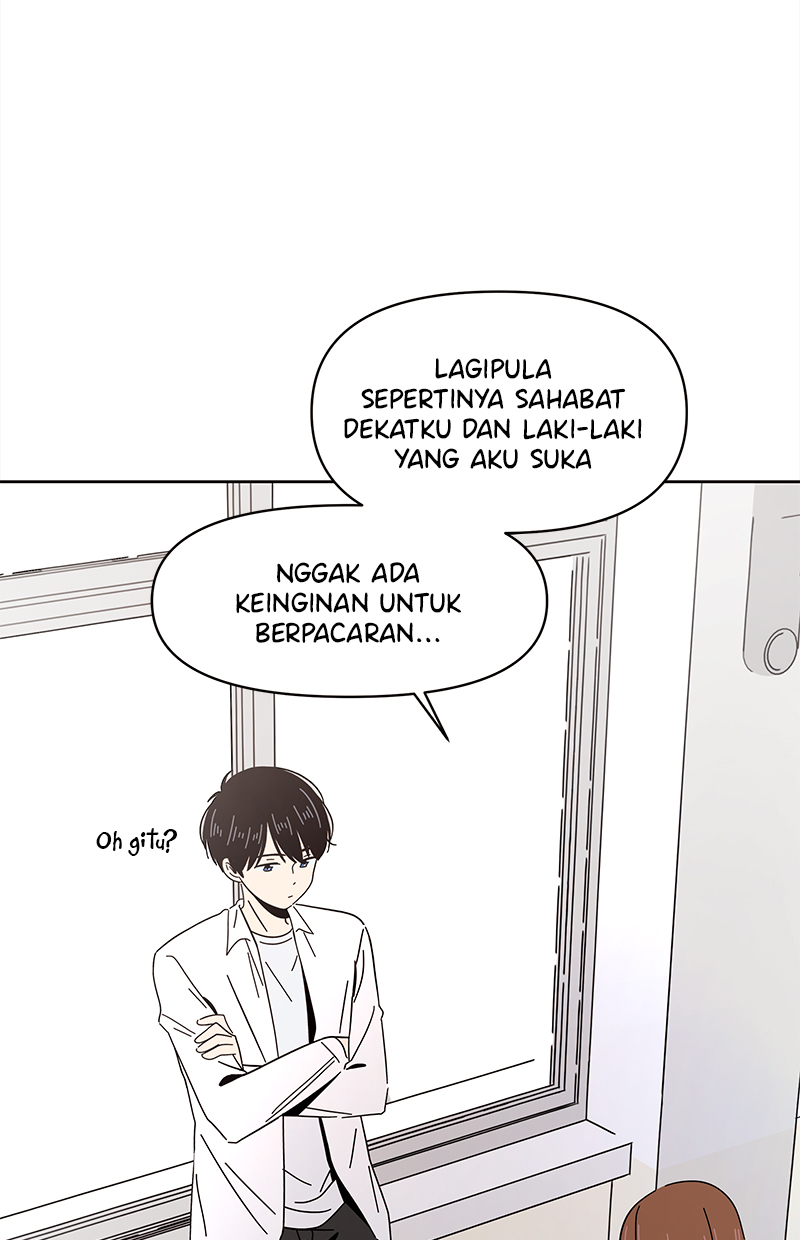 LAGIPULA
SEPERTINYA SAHABAT
DEKATKU DAN LAKI-LAKI
YANG AKU SUKA
NGGAK ADA
KEINGINAN UNTUK
BERPACARAN...
Oh gitu?